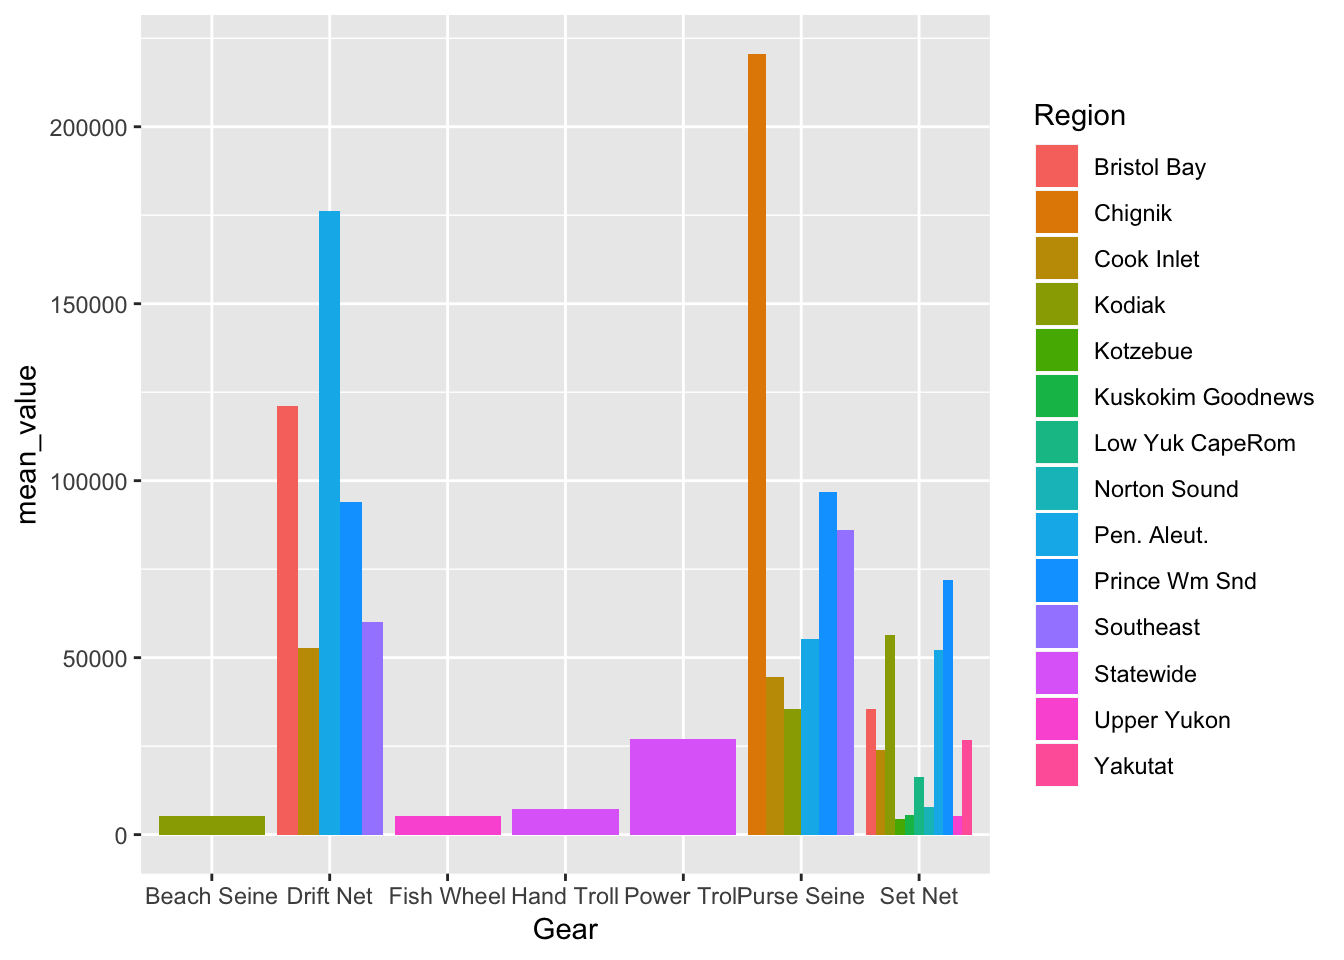 200000
150000
100000
50000
0
mean_value
Beach Seine Drift Net Fish Wheel Hand Troll Power Troll Purse Seine Set Net
Gear
Region
Bristol Bay
Chignik
Cook Inlet
Kodiak
Kotzebue
Kuskokim Goodnews
Low Yuk CapeRom
Norton Sound
Pen. Aleut.
Prince Wm Snd
Southeast
Statewide
Upper Yukon
Yakutat